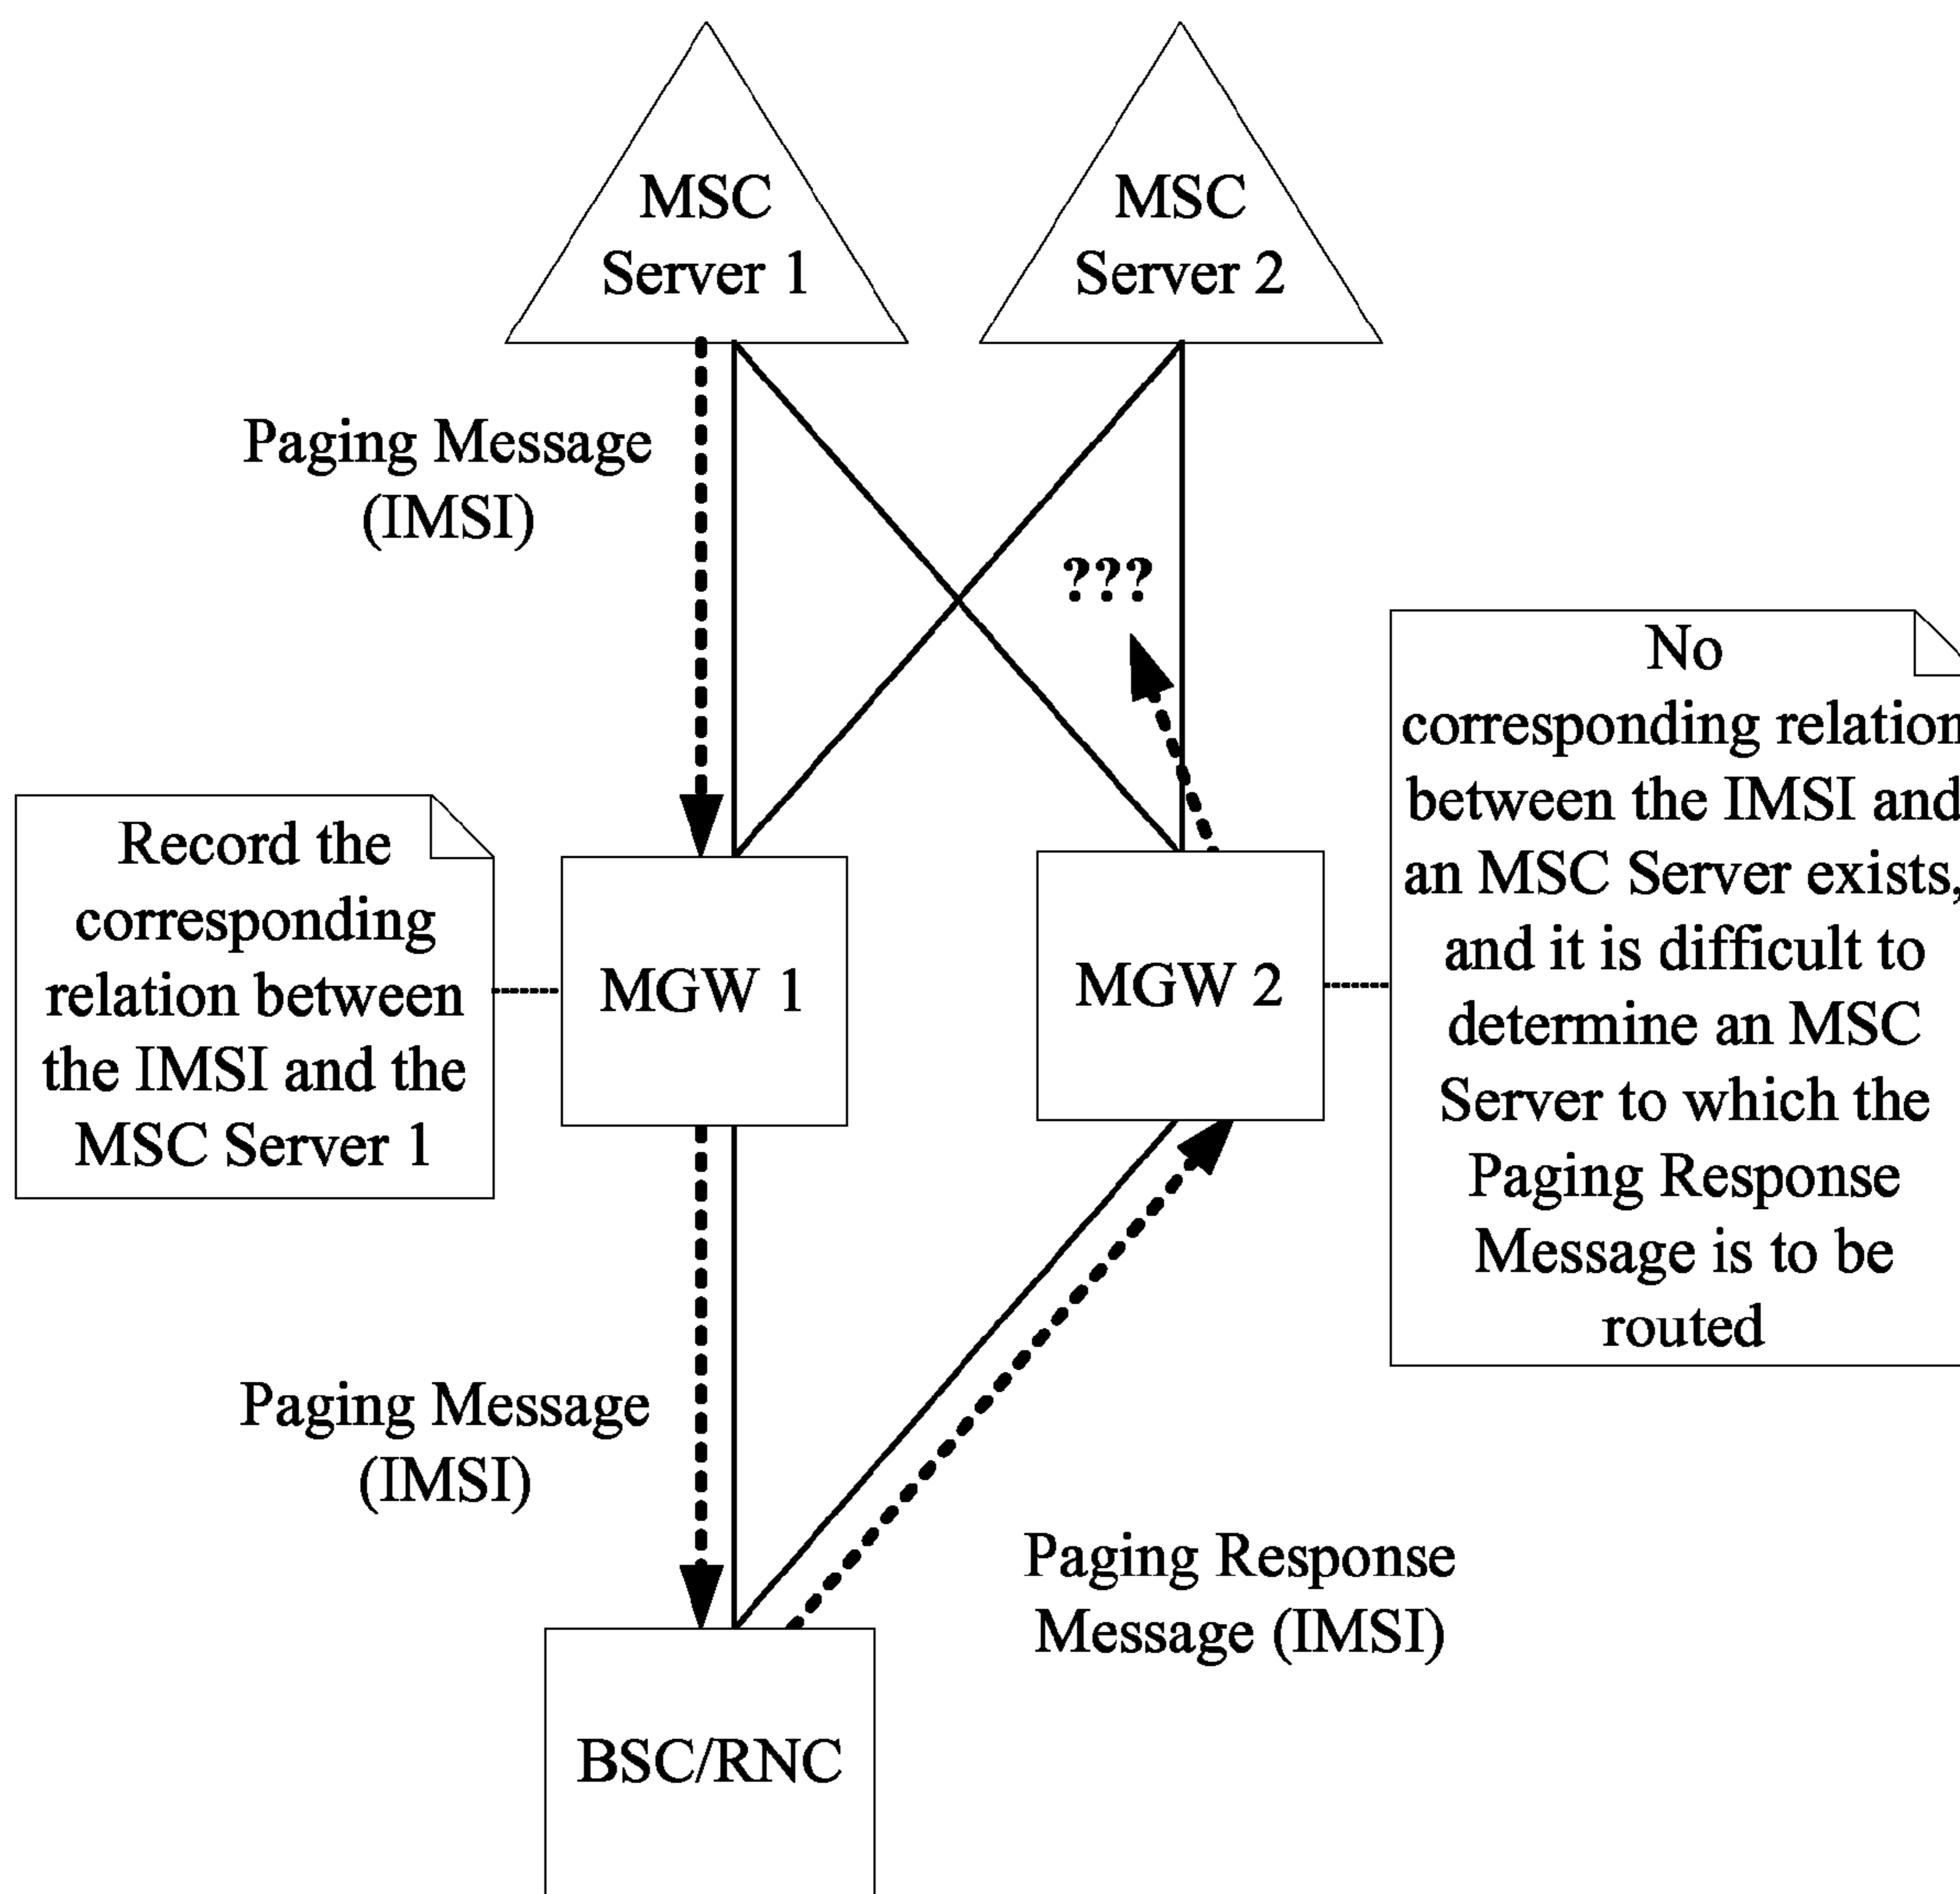 MSC
Server 1
MSC
Server 2
Paging Message
(IMSI)
???
Record the
corresponding
relation between
the IMSI and the
MSC Server 1
MGW 1
MGW 2
No
corresponding relation
between the IMSI and
an MSC Server exists,
and it is difficult to
determine an MSC
Server to which the
Paging Response
Message is to be
routed
Paging Message
(IMSI)
Paging Response
Message (IMSI)
BSC/RNC